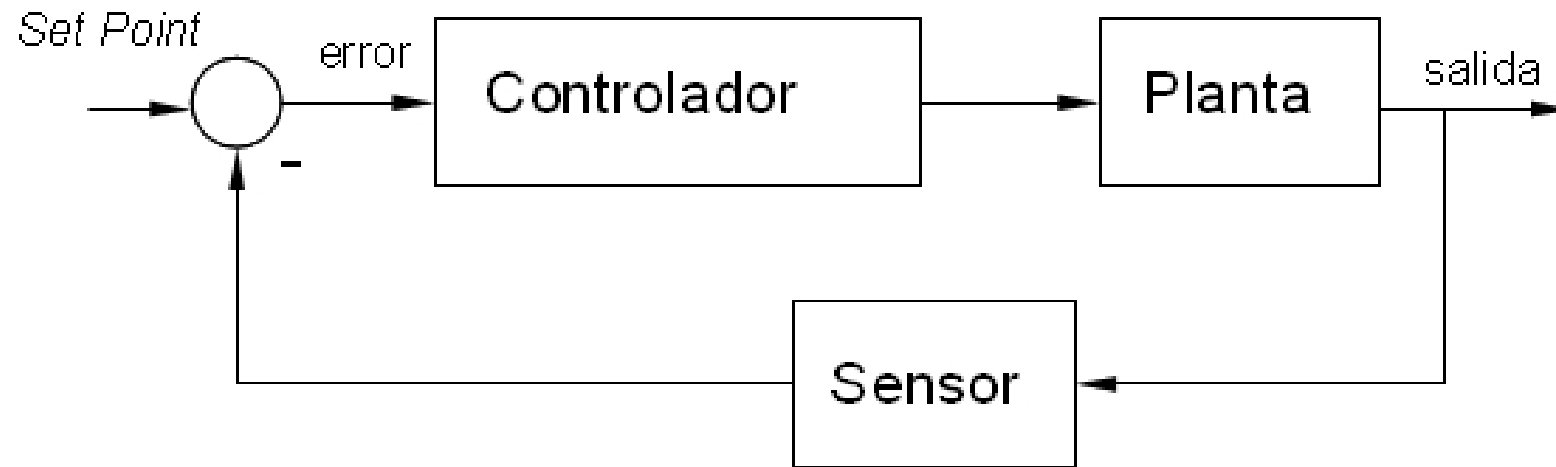 Set Point
error
Controlador
Planta
salida
-
Sensor